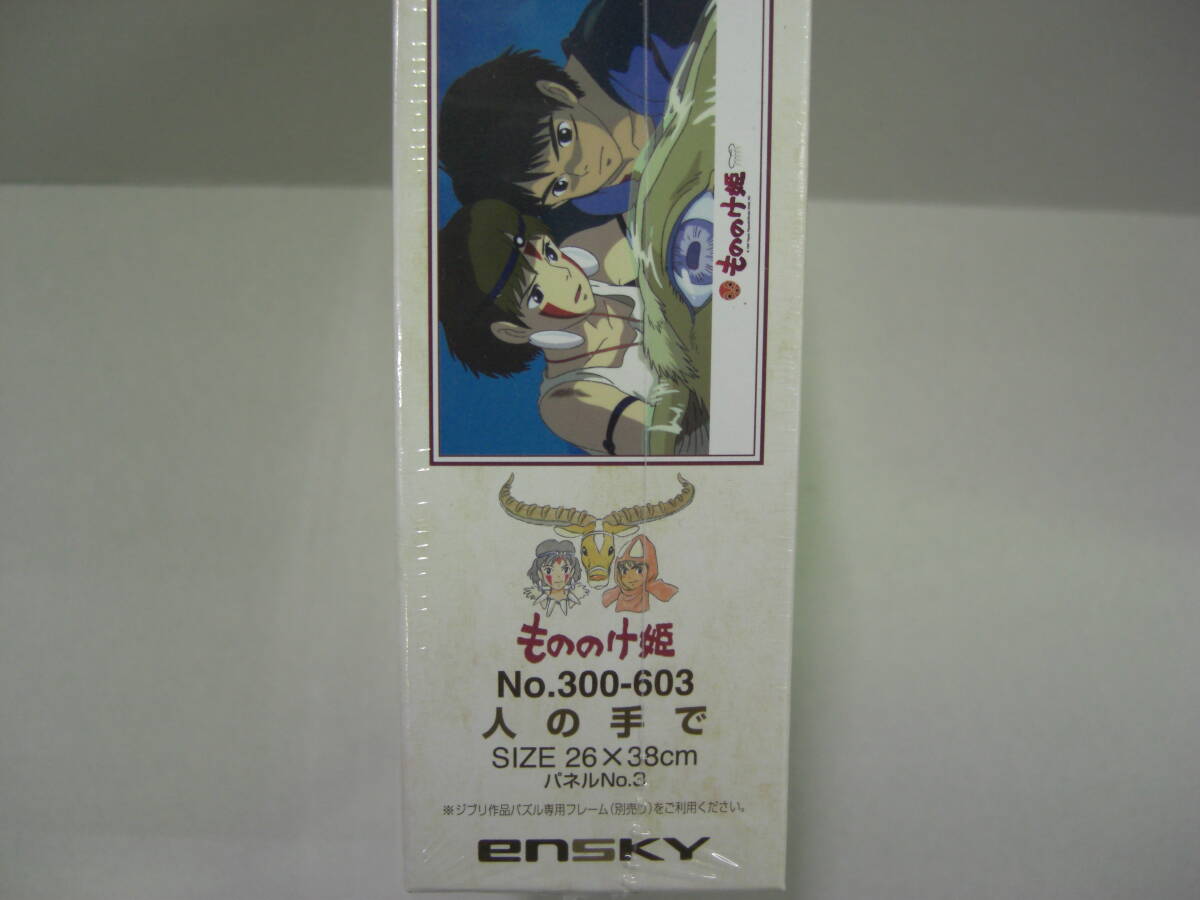 もののけ姫
もののけ姫
No.300-603
人の手で
SIZE 26×38cm
パネルNo.3
※ジブリ作品パズル専用フレーム(別売り)をご利用ください。
ENSKY